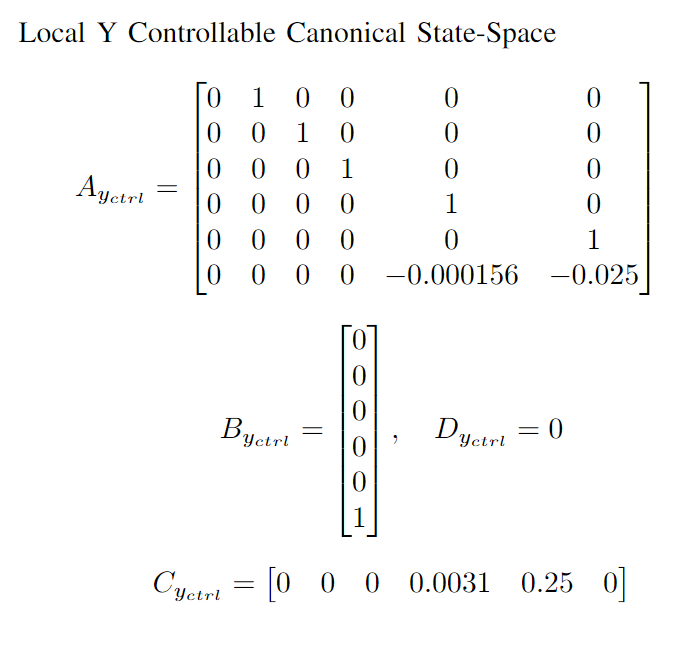 Local Y Controllable Canonical State-Space
0 1 0 0 0 0
0 0 1 0 0 0
0 0 0 1 0 0
A_{y_{ctrl}} =
0 0 0 0 1 0
0 0 0 0 0 1
0 0 0 0 −0.000156 −0.025
0
0
0
B_{y_{ctrl}} = , D_{y_{ctrl}} = 0
0
0
1
C_{y_{ctrl}} = [0 0 0 0.0031 0.25 0]